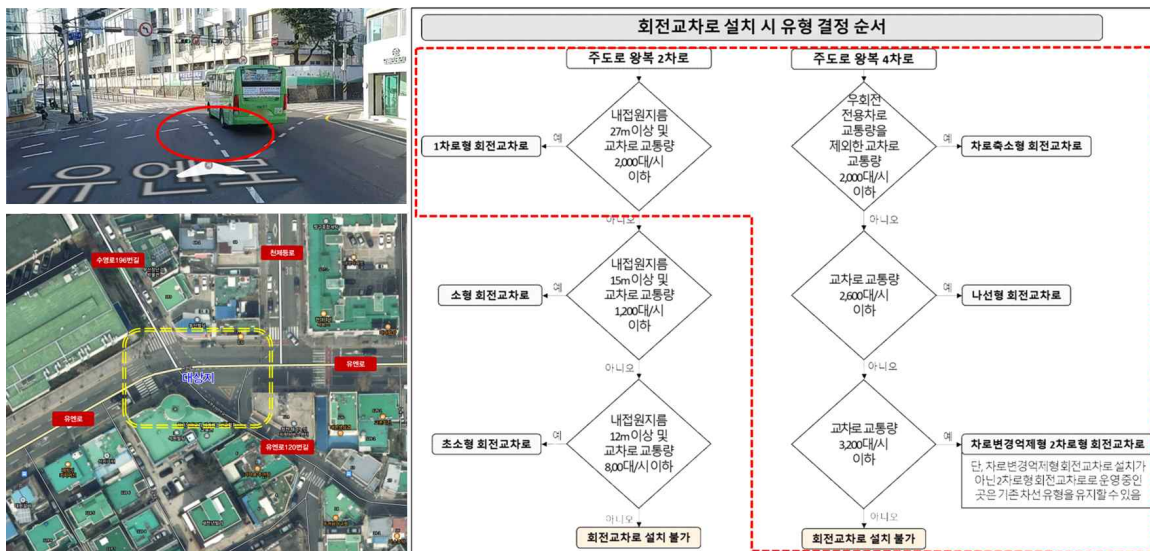 유엔로
수영로196번길
천제등로
유엔로
대상지
유엔로
유엔로120번길
회전교차로 설치 시 유형 결정 순서
주도로 왕복 2차로
내접원지름
27m이상 및
교차로 교통량
2,000대/시
이하
예
1차로형 회전교차로
아니오
내접원지름
15m이상 및
교차로 교통량
1,200대/시
이하
예
소형 회전교차로
아니오
내접원지름
12m이상 및
교차로 교통량
8,00대/시이하
예
초소형 회전교차로
아니오
회전교차로 설치 불가
주도로 왕복 4차로
우회전
전용차로
교통량을
제외한 교차로
교통량
2,000대/시
이하
예
차로축소형 회전교차로
아니오
교차로 교통량
2,600대/시
이하
예
나선형 회전교차로
아니오
교차로 교통량
3,200대/시
이하
예
차로변경억제형 2차로형 회전교차로
단, 차로변경억제형 회전교차로 설치가
아닌 2차로형 회전교차로로 운영 중인
곳은 기존 차선 유형을 유지할 수 있음
아니오
회전교차로 설치 불가